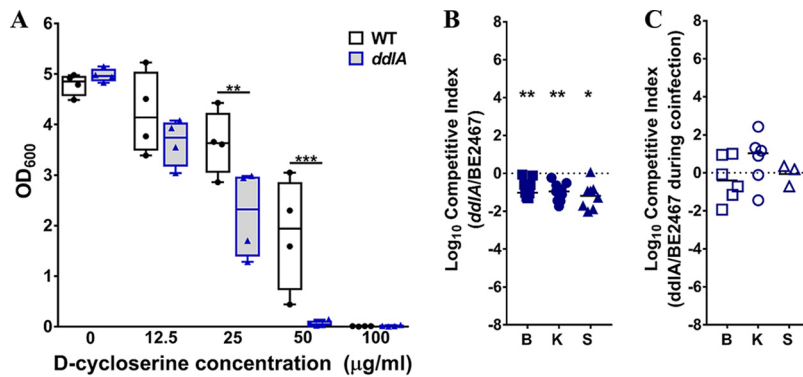 A
WT
ddlA
OD600
6
5
4
3
2
1
0
**
***
0 12.5 25 50 100
D-cycloserine concentration (µg/ml)
B
Log10 Competitive Index
(ddlA/BE2467)
8
6
4
2
0
-2
-4
-6
-8
** ** *
B K S
C
Log10 Competitive Index
(ddlA/BE2467 during coinfection)
8
6
4
2
0
-2
-4
-6
-8
B K S